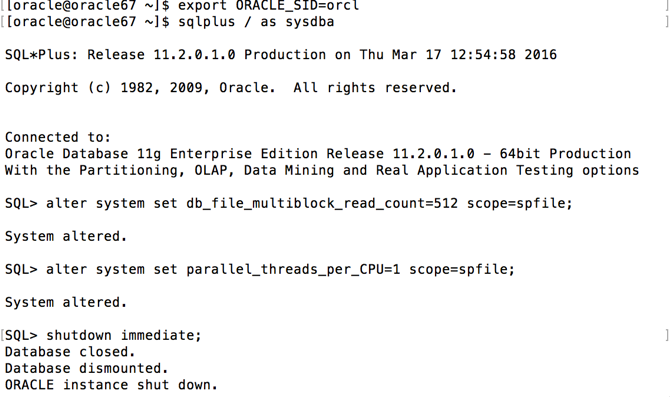 [[oracle@oracle67 ~]$ export ORACLE_SID=orcl ]
[[oracle@oracle67 ~]$ sqlplus / as sysdba ]
SQL*Plus: Release 11.2.0.1.0 Production on Thu Mar 17 12:54:58 2016
Copyright (c) 1982, 2009, Oracle.  All rights reserved.
Connected to:
Oracle Database 11g Enterprise Edition Release 11.2.0.1.0 - 64bit Production
With the Partitioning, OLAP, Data Mining and Real Application Testing options
SQL> alter system set db_file_multiblock_read_count=512 scope=spfile;
System altered.
SQL> alter system set parallel_threads_per_CPU=1 scope=spfile;
System altered.
[SQL> shutdown immediate; ]
Database closed.
Database dismounted.
ORACLE instance shut down.